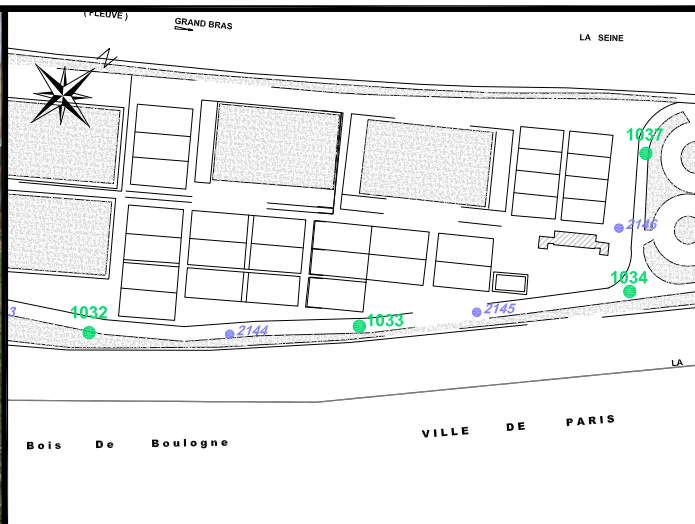 ( FLEUVE )
GRAND BRAS
LA SEINE
N
1037
2146
1034
3
1032
2144
1033
2145
LA
Bois De Boulogne
VILLE DE PARIS